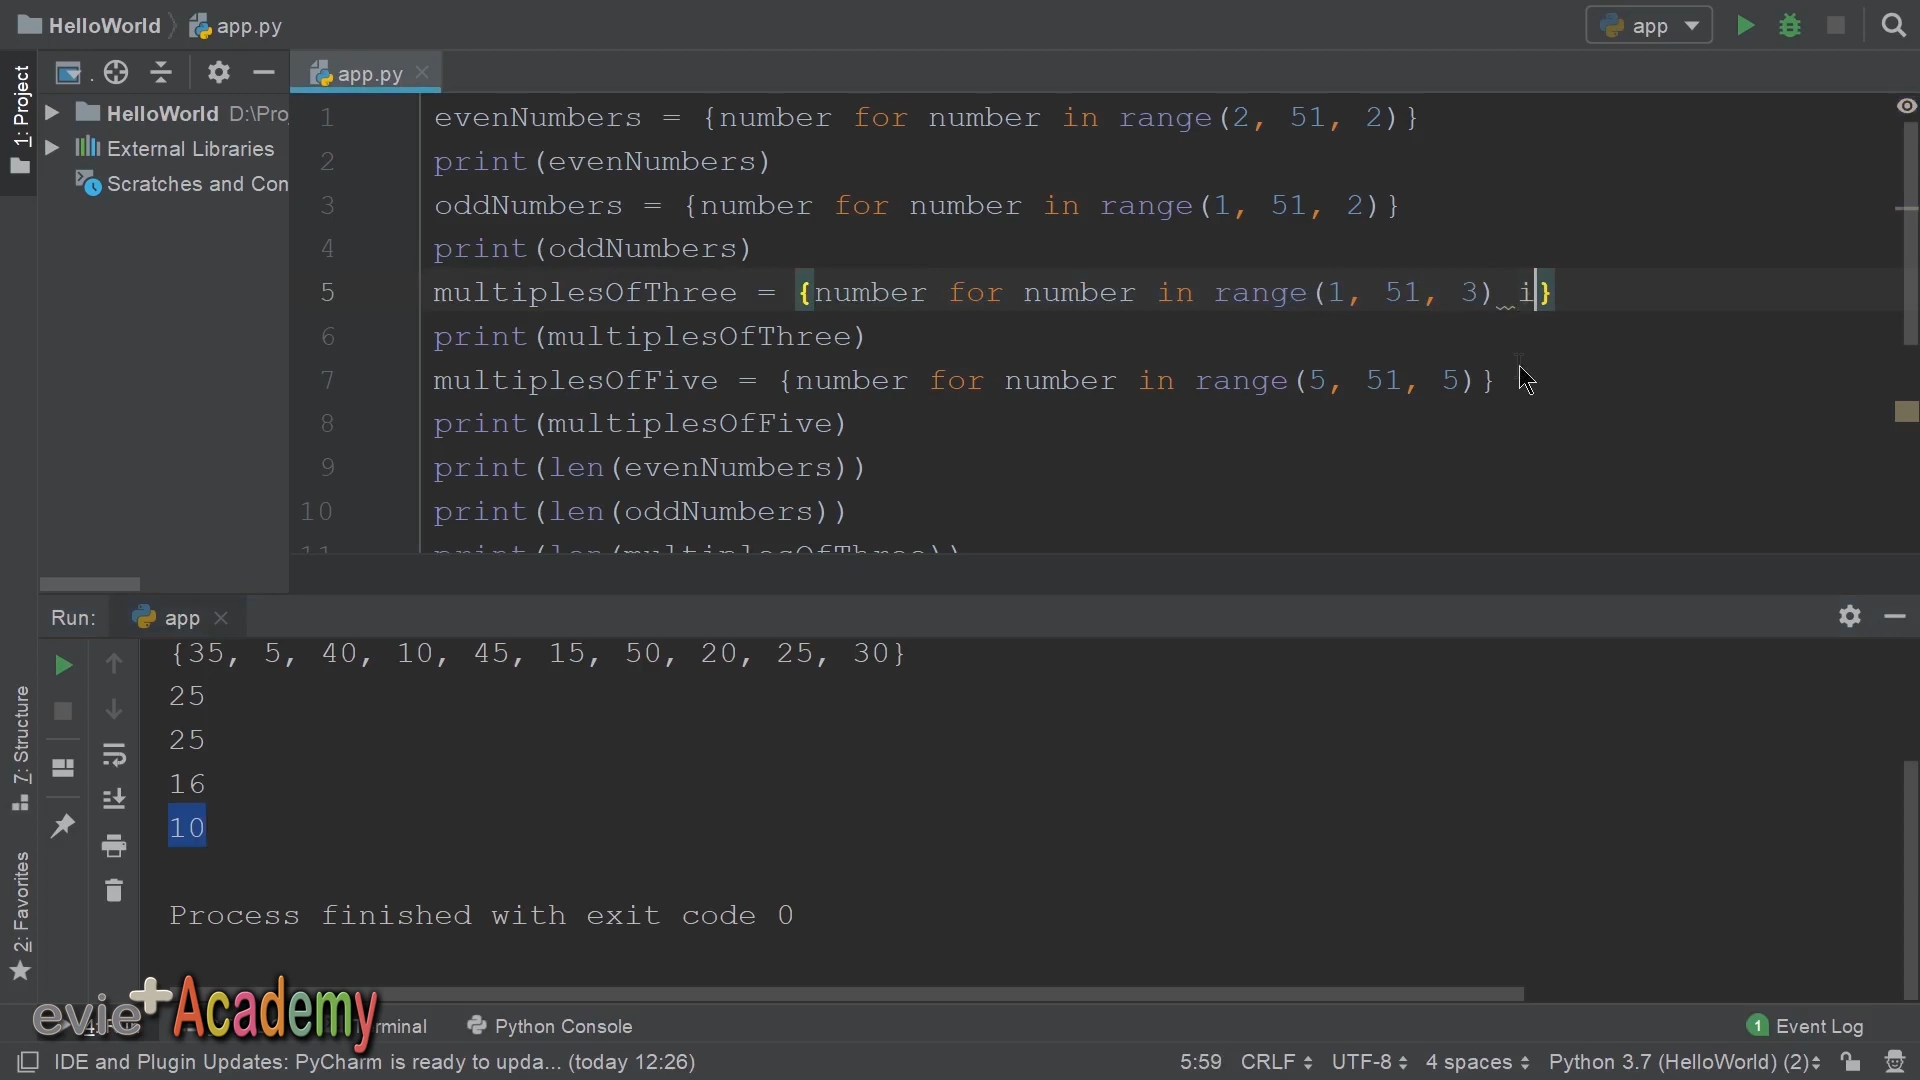 HelloWorld app.py
app
app.py
1: Project
HelloWorld D:\Pro
External Libraries
Scratches and Con
1 evenNumbers = {number for number in range(2, 51, 2)}
2 print(evenNumbers)
3 oddNumbers = {number for number in range(1, 51, 2)}
4 print(oddNumbers)
5 multiplesOfThree = {number for number in range(1, 51, 3) i}
6 print(multiplesOfThree)
7 multiplesOfFive = {number for number in range(5, 51, 5)}
8 print(multiplesOfFive)
9 print(len(evenNumbers))
10 print(len(oddNumbers))
11 print(len(multiplesOfThree))
Run: app
{35, 5, 40, 10, 45, 15, 50, 20, 25, 30}
25
25
16
10
Process finished with exit code 0
7: Structure
2: Favorites
evie+Academy
rminal Python Console
1 Event Log
IDE and Plugin Updates: PyCharm is ready to upda... (today 12:26)
5:59 CRLF UTF-8 4 spaces Python 3.7 (HelloWorld) (2)